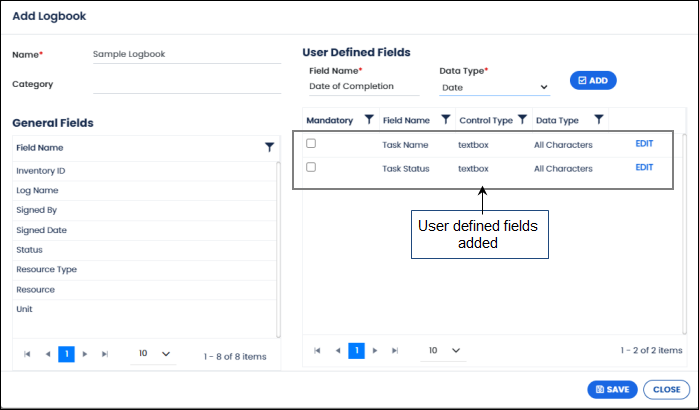 Add Logbook
Name* Sample Logbook
Category
General Fields
Field Name
Inventory ID
Log Name
Signed By
Signed Date
Status
Resource Type
Resource
Unit
1 10 1 - 8 of 8 items
User Defined Fields
Field Name* Data Type*
Date of Completion Date ADD
Mandatory Field Name Control Type Data Type
Task Name textbox All Characters EDIT
Task Status textbox All Characters EDIT
User defined fields
added
1 10 1 - 2 of 2 items
SAVE CLOSE